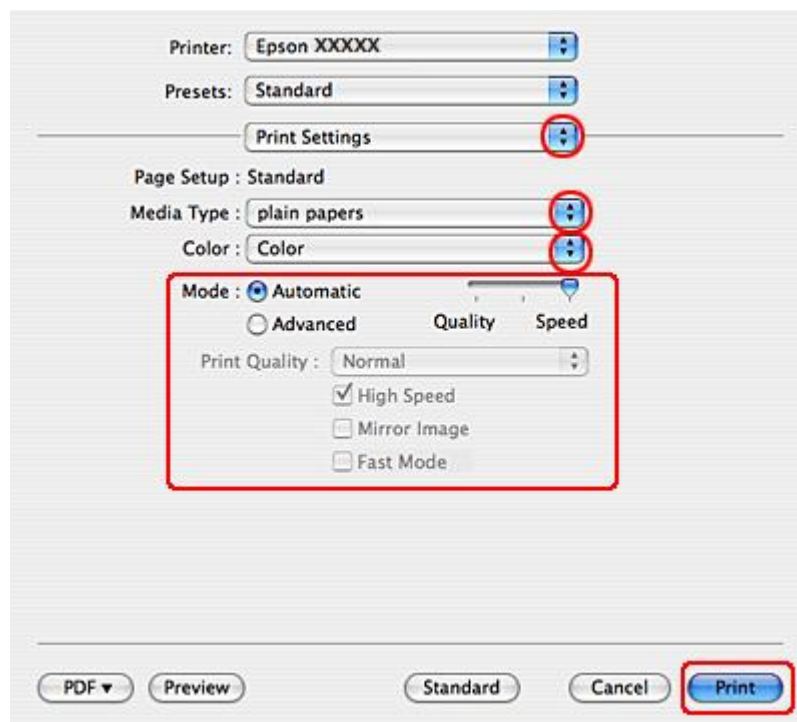 Printer: Epson XXXXX
Presets: Standard
Print Settings
Page Setup : Standard
Media Type : plain papers
Color : Color
Mode : Automatic
Advanced Quality Speed
Print Quality : Normal
High Speed
Mirror Image
Fast Mode
PDF Preview Standard Cancel Print